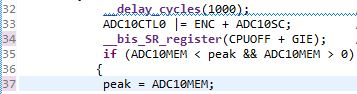 32 __delay_cycles(1000);
33 ADC10CTL0 |= ENC + ADC10SC;
34 __bis_SR_register(CPUOFF + GIE);
35 if (ADC10MEM < peak && ADC10MEM > 0)
36 {
37 peak = ADC10MEM;